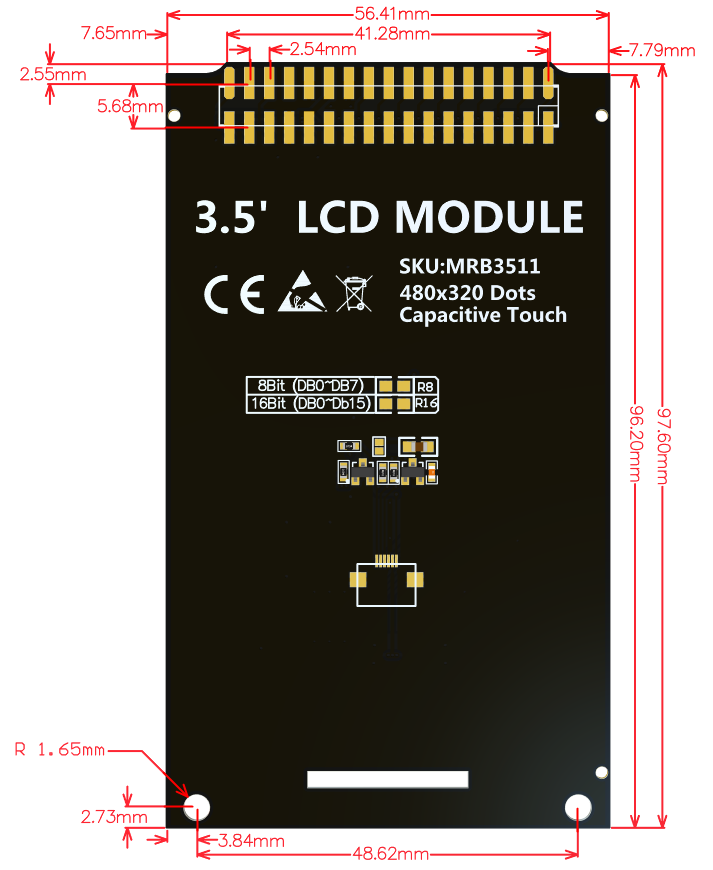 56.41mm
7.65mm
41.28mm
2.54mm
7.79mm
2.55mm
5.68mm
3.5' LCD MODULE
CE
SKU:MRB3511
480x320 Dots
Capacitive Touch
8Bit (DB0~DB7) R8
16Bit (DB0~Db15) R16
96.20mm
97.60mm
R 1.65mm
2.73mm
3.84mm
48.62mm